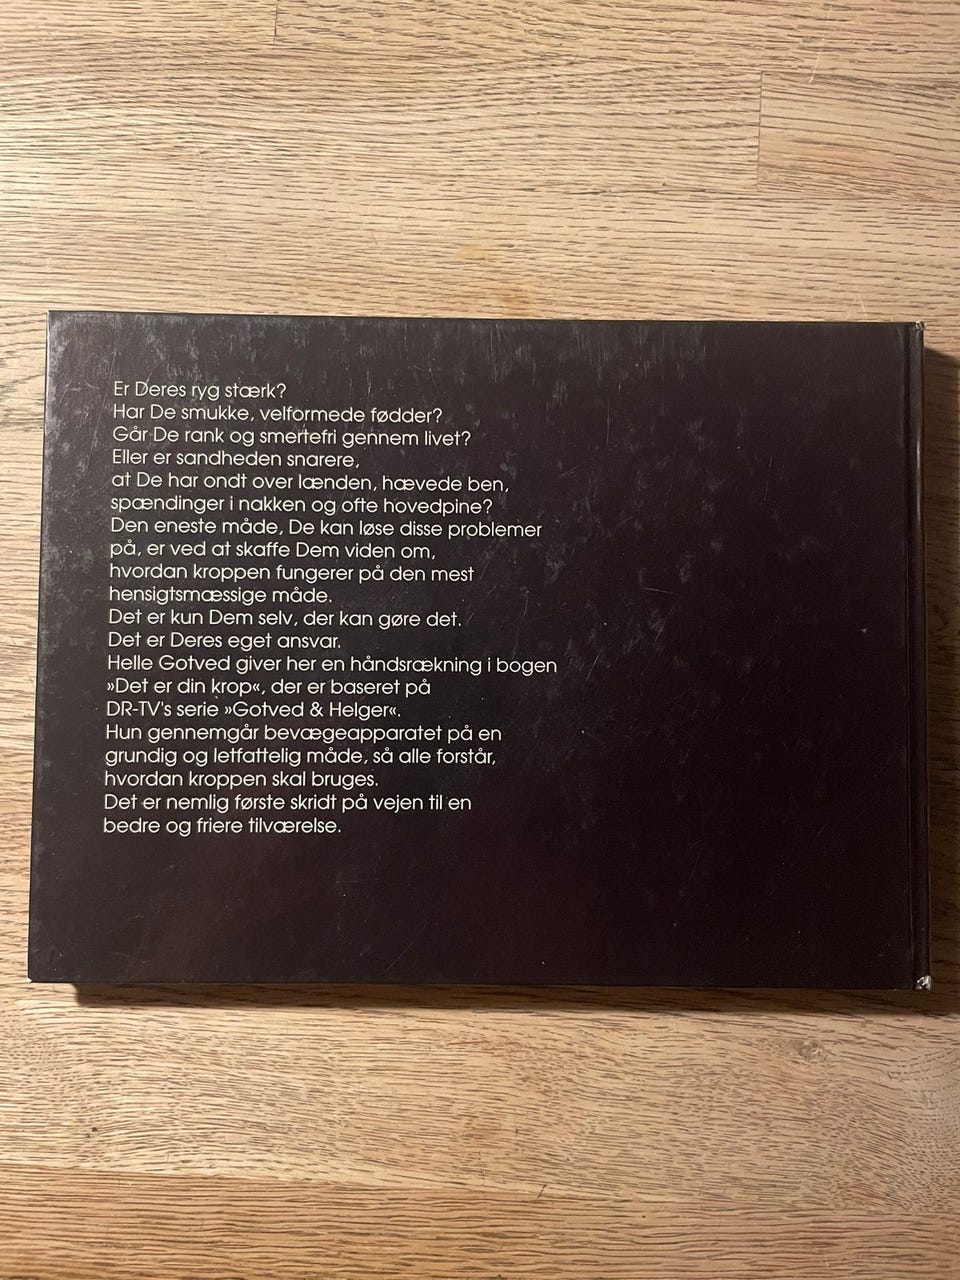 Er Deres ryg stærk?
Har De smukke, velformede fødder?
Går De rank og smertefri gennem livet?
Eller er sandheden snarere,
at De har ondt over lænden, hævede ben,
spændinger i nakken og ofte hovedpine?
Den eneste måde, De kan løse disse problemer
på, er ved at skaffe Dem viden om,
hvordan kroppen fungerer på den mest
hensigtsmæssige måde.
Det er kun Dem selv, der kan gøre det.
Det er Deres eget ansvar.
Helle Gotved giver her en håndsrækning i bogen
»Det er din krop«, der er baseret på
DR-TV's serie »Gotved & Helger«.
Hun gennemgår bevægeapparatet på en
grundig og letfattelig måde, så alle forstår,
hvordan kroppen skal bruges.
Det er nemlig første skridt på vejen til en
bedre og friere tilværelse.